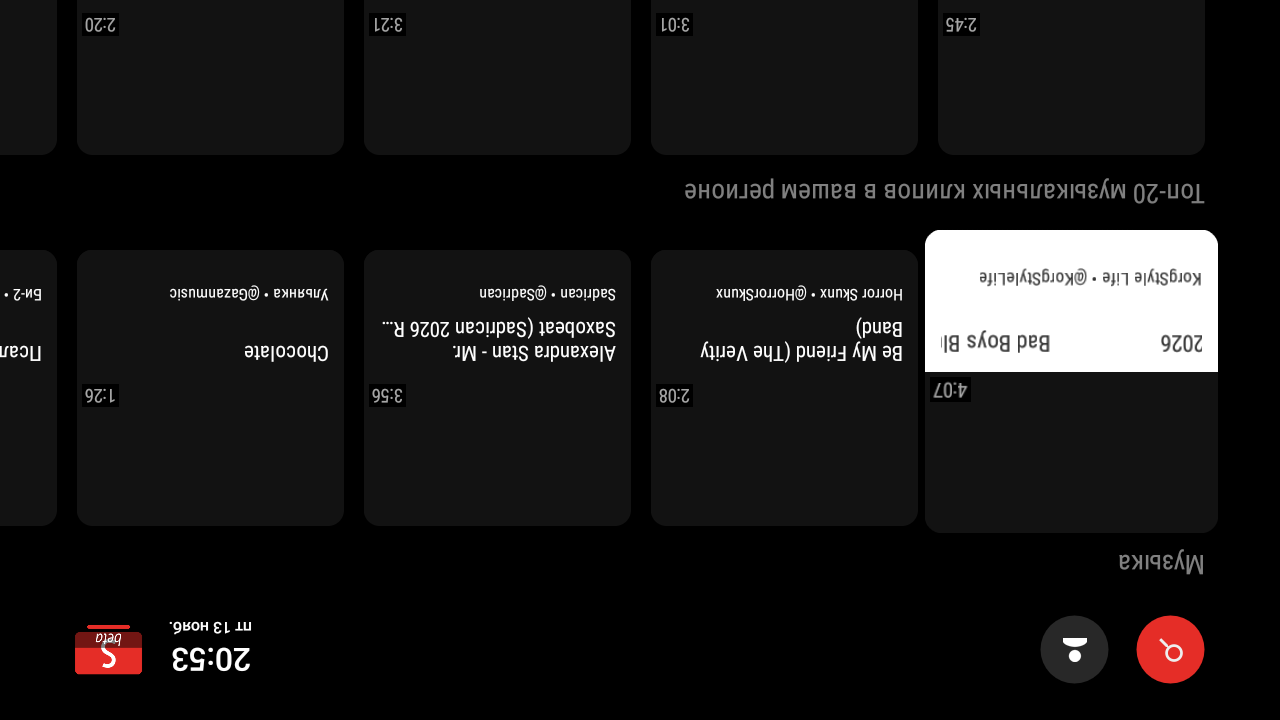 20:53
пт 13 нояб.
beta
Музыка
4:07
2026
Bad Boys Bl
KorgStyle Life • @KorgStyleLife
2:08
Be My Friend (The Verity
Band)
Horror Skunx • @HorrorSkunx
3:56
Alexandra Stan - Mr.
Saxobeat (Sadrican 2026 R...
Sadrican • @Sadrican
1:26
Chocolate
Ульянка • @Gazanmusic
Псал
Би-2 •
Топ-20 музыкальных клипов в вашем регионе
2:45
3:01
3:21
2:20